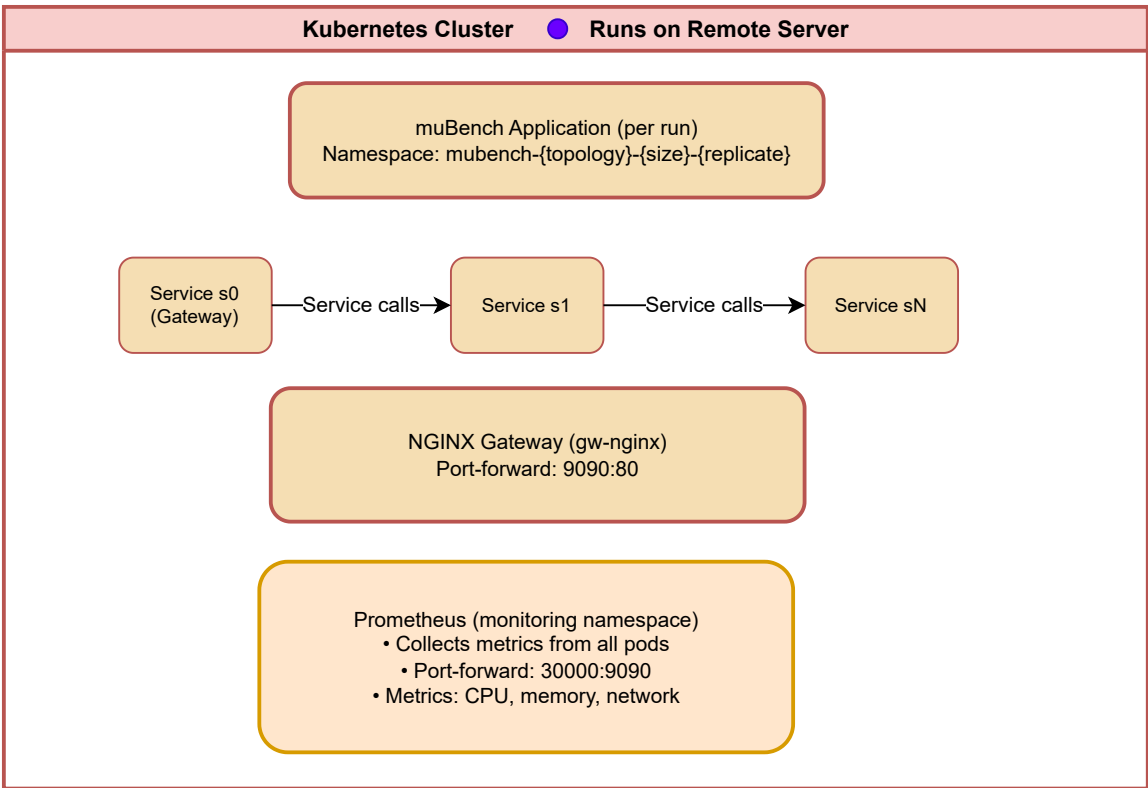 Kubernetes Cluster Runs on Remote Server
muBench Application (per run)
Namespace: mubench-{topology}-{size}-{replicate}
Service s0
(Gateway)
Service calls
Service s1
Service calls
Service sN
NGINX Gateway (gw-nginx)
Port-forward: 9090:80
Prometheus (monitoring namespace)
• Collects metrics from all pods
• Port-forward: 30000:9090
• Metrics: CPU, memory, network